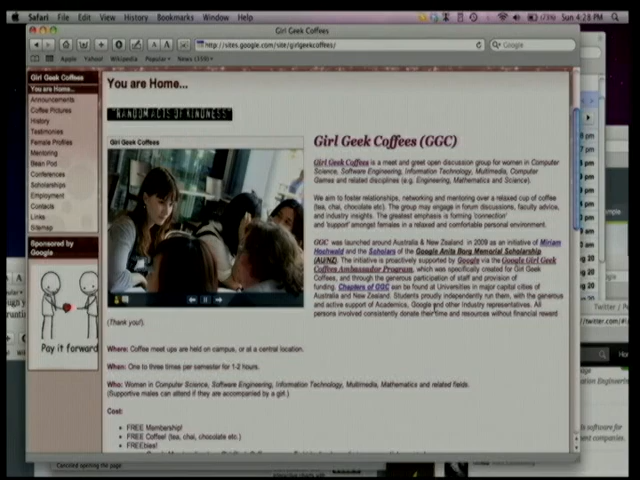 Safari File Edit View History Bookmarks Window Help
(71%) Sun 4:28 PM
Girl Geek Coffees
http://sites.google.com/site/girlgeekcoffees/
Google
Apple Yahoo! Wikipedia Popular News (359)
Girl Geek Coffees
You are Home...
Announcements
Coffee Pictures
History
Testimonies
Female Profiles
Mentoring
Bean Pod
Conferences
Scholarships
Employment
Contacts
Links
Sitemap
Sponsored by
Google
Pay it forward
You are Home...
"RANDOM ACTS OF KINDNESS"
Girl Geek Coffees
Girl Geek Coffees (GGC)
Girl Geek Coffees is a meet and greet open discussion group for women in Computer
Science, Software Engineering, Information Technology, Multimedia, Computer
Games and related disciplines (e.g. Engineering, Mathematics and Science).
We aim to foster relationships, networking and mentoring over a relaxed cup of coffee
(tea, chai, chocolate etc.). The group may engage in forum discussions, faculty advice,
and industry insights. The greatest emphasis is forming 'connection'
and 'support' amongst females in a relaxed and comfortable personal environment.
GGC was launched around Australia & New Zealand in 2009 as an initiative of Miriam
Hochwald and the Scholars of the Google Anita Borg Memorial Scholarship
(AU/NZ). The initiative is proactively supported by Google via the Google Girl Geek
Coffees Ambassador Program, which was specifically created for Girl Geek
Coffees, and through the generous participation of staff and provision of
funding. Chapters of GGC can be found at Universities in major capital cities of
Australia and New Zealand. Students proactively independently run them, with the generous
and active support of Academics, Google and other Industry representatives. All
persons involved consistently donate their time and resources without financial reward
(Thank you!).
Where: Coffee meet ups are held on campus, or at a central location.
When: One to three times per semester for 1-2 hours.
Who: Women in Computer Science, Software Engineering, Information Technology, Multimedia, Mathematics and related fields.
(Supportive males can attend if they are accompanied by a girl.)
Cost:
FREE Membership!
FREE Coffee! (tea, chai, chocolate etc.)
FREEbies!